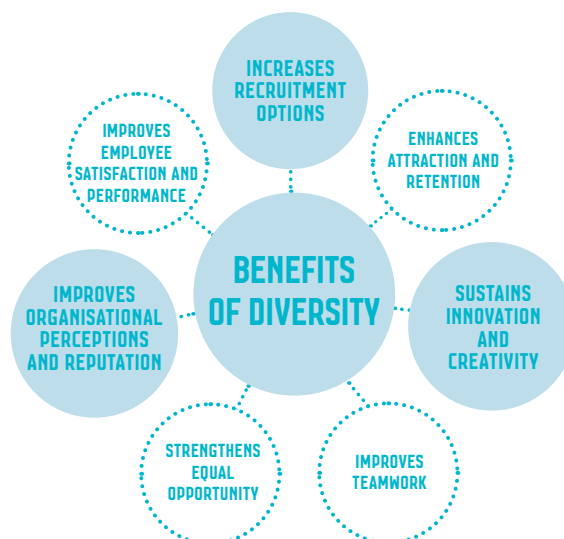 INCREASES
RECRUITMENT
OPTIONS
IMPROVES
EMPLOYEE
SATISFACTION AND
PERFORMANCE
ENHANCES
ATTRACTION AND
RETENTION
BENEFITS
OF DIVERSITY
IMPROVES
ORGANISATIONAL
PERCEPTIONS
AND REPUTATION
SUSTAINS
INNOVATION
AND
CREATIVITY
STRENGTHENS
EQUAL
OPPORTUNITY
IMPROVES
TEAMWORK